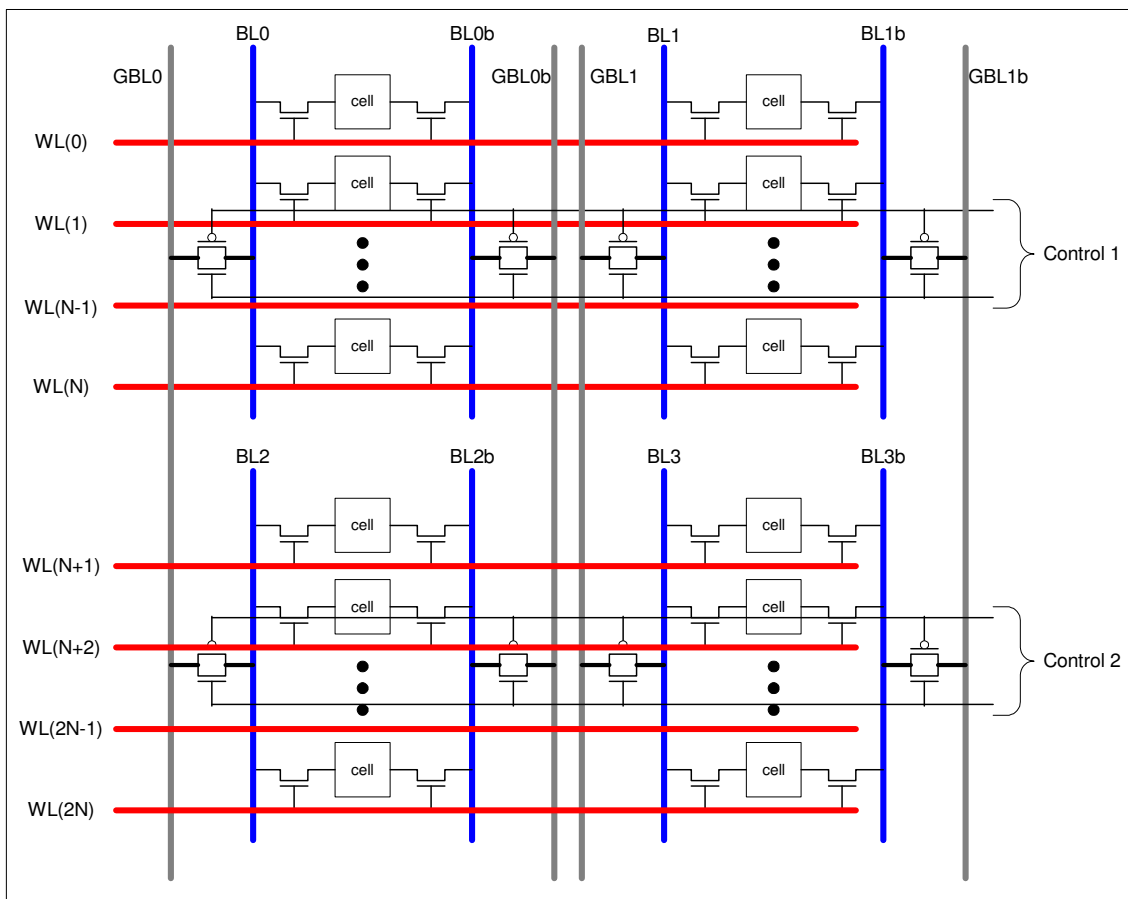 BL0 BL0b BL1 BL1b
GBL0 GBL0b GBL1 GBL1b
cell cell
WL(0)
cell cell
WL(1)
Control 1
WL(N-1)
cell cell
WL(N)
BL2 BL2b BL3 BL3b
cell cell
WL(N+1)
cell cell
WL(N+2)
Control 2
WL(2N-1)
cell cell
WL(2N)